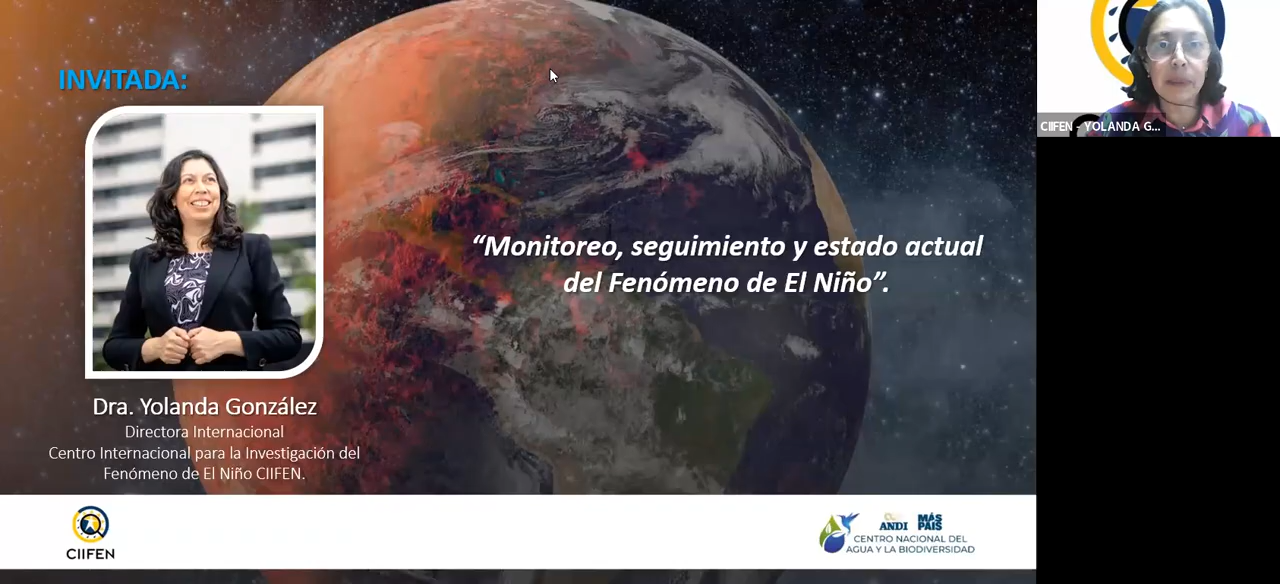 INVITADA:
“Monitoreo, seguimiento y estado actual
del Fenómeno de El Niño”.
Dra. Yolanda González
Directora Internacional
Centro Internacional para la Investigación del
Fenómeno de El Niño CIIFEN.
CIIFEN
ANDI
MÁS
PAÍS
CENTRO NACIONAL DEL
AGUA Y LA BIODIVERSIDAD
CIIFEN - YOLANDA G...